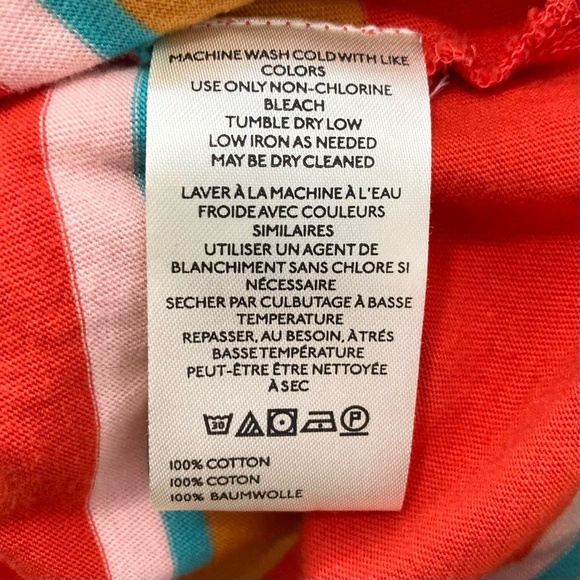 MACHINE WASH COLD WITH LIKE
COLORS
USE ONLY NON-CHLORINE
BLEACH
TUMBLE DRY LOW
LOW IRON AS NEEDED
MAY BE DRY CLEANED
LAVER À LA MACHINE À L'EAU
FROIDE AVEC COULEURS
SIMILAIRES
UTILISER UN AGENT DE
BLANCHIMENT SANS CHLORE SI
NÉCESSAIRE
SECHER PAR CULBUTAGE À BASSE
TEMPERATURE
REPASSER, AU BESOIN, À TRÉS
BASSE TEMPÉRATURE
PEUT-ÊTRE ÊTRE NETTOYÉE
À SEC
30 P
100% COTTON
100% COTON
100% BAUMWOLLE